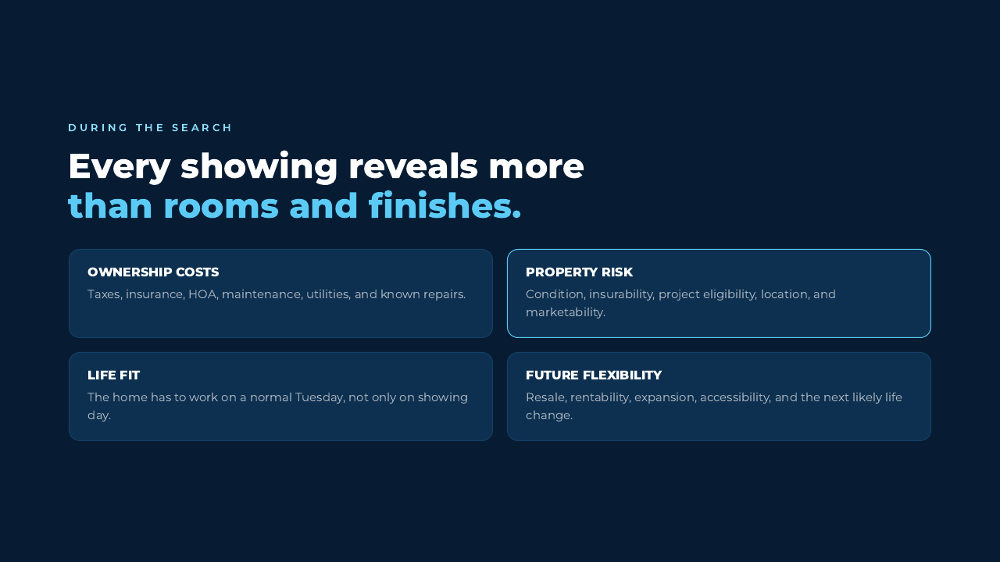 DURING THE SEARCH
Every showing reveals more
than rooms and finishes.
OWNERSHIP COSTS
Taxes, insurance, HOA, maintenance, utilities, and known repairs.
PROPERTY RISK
Condition, insurability, project eligibility, location, and
marketability.
LIFE FIT
The home has to work on a normal Tuesday, not only on showing
day.
FUTURE FLEXIBILITY
Resale, rentability, expansion, accessibility, and the next likely life
change.